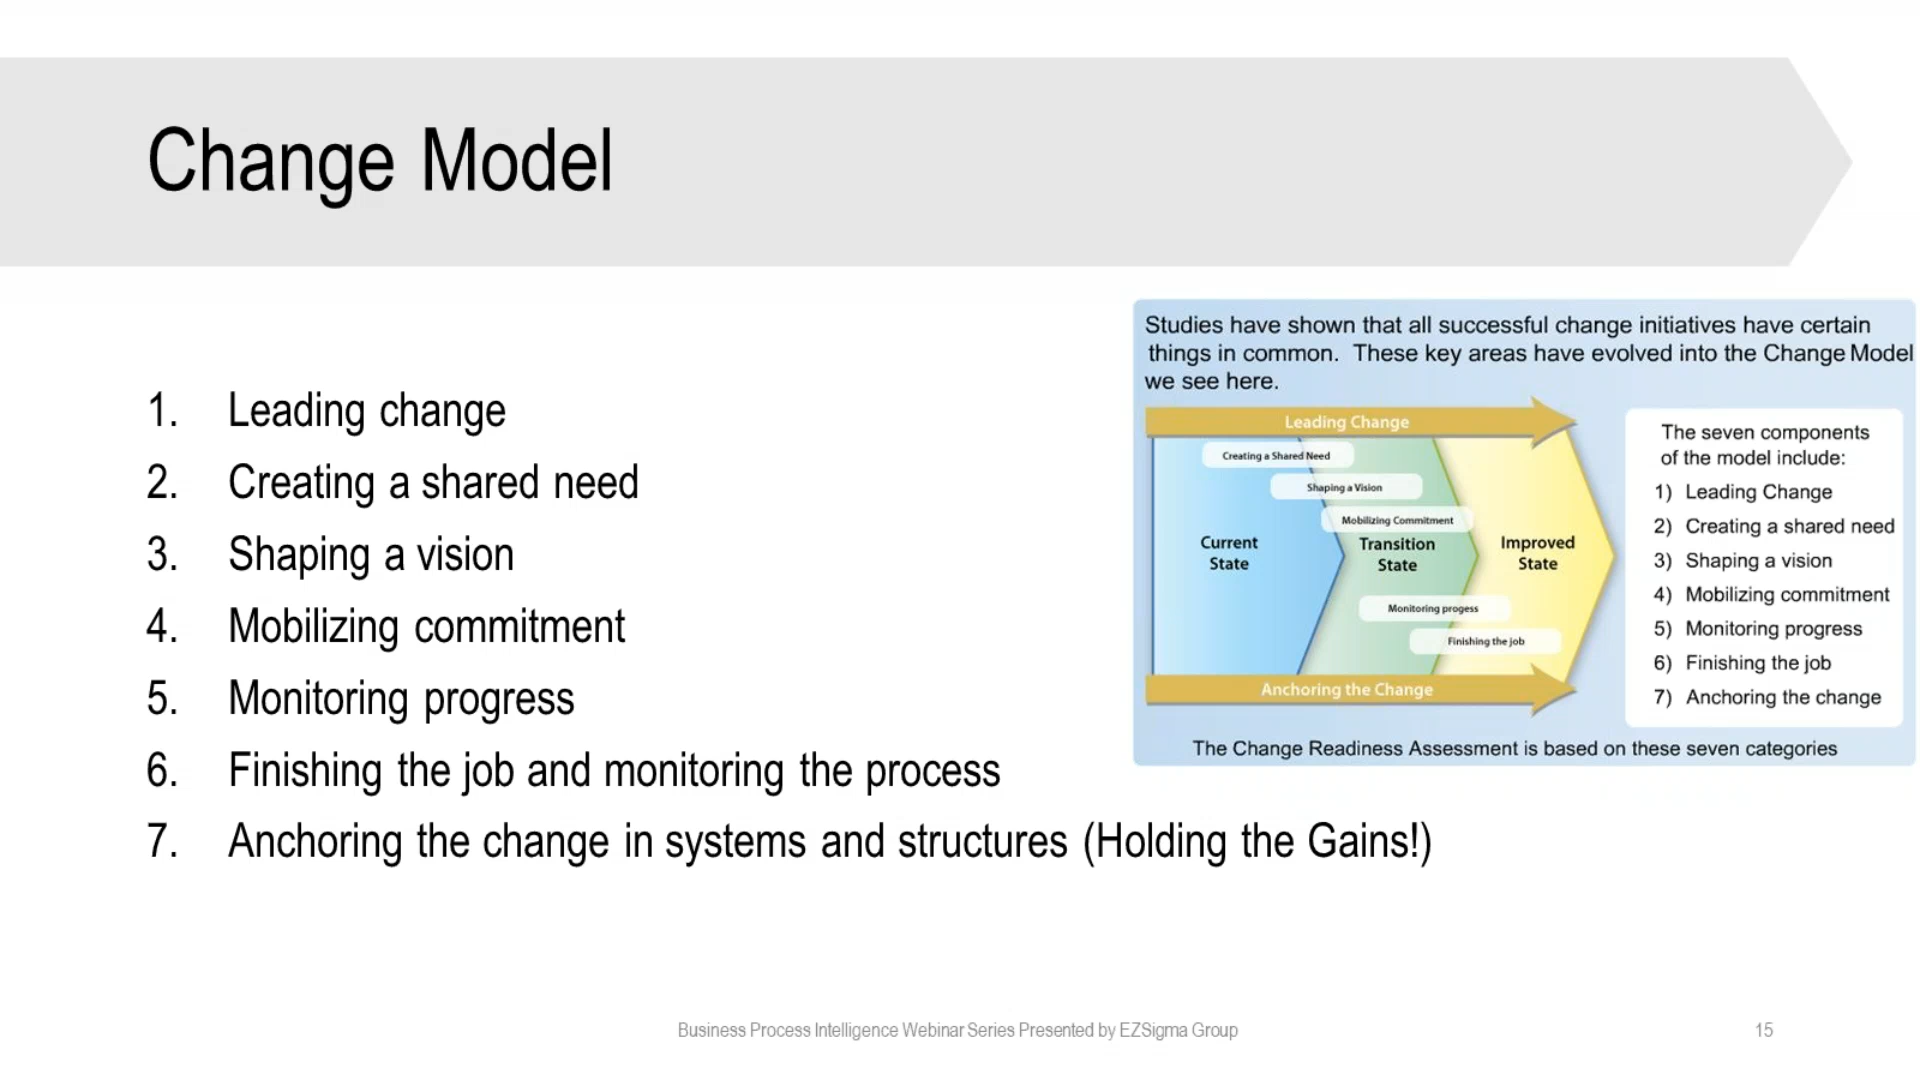 Change Model
1. Leading change
2. Creating a shared need
3. Shaping a vision
4. Mobilizing commitment
5. Monitoring progress
6. Finishing the job and monitoring the process
7. Anchoring the change in systems and structures (Holding the Gains!)
Studies have shown that all successful change initiatives have certain
things in common. These key areas have evolved into the Change Model
we see here.
Leading Change
Creating a Shared Need
Shaping a Vision
Mobilizing Commitment
Current
State
Transition
State
Improved
State
Monitoring progess
Finishing the job
Anchoring the Change
The seven components
of the model include:
1) Leading Change
2) Creating a shared need
3) Shaping a vision
4) Mobilizing commitment
5) Monitoring progress
6) Finishing the job
7) Anchoring the change
The Change Readiness Assessment is based on these seven categories
Business Process Intelligence Webinar Series Presented by EZSigma Group
15